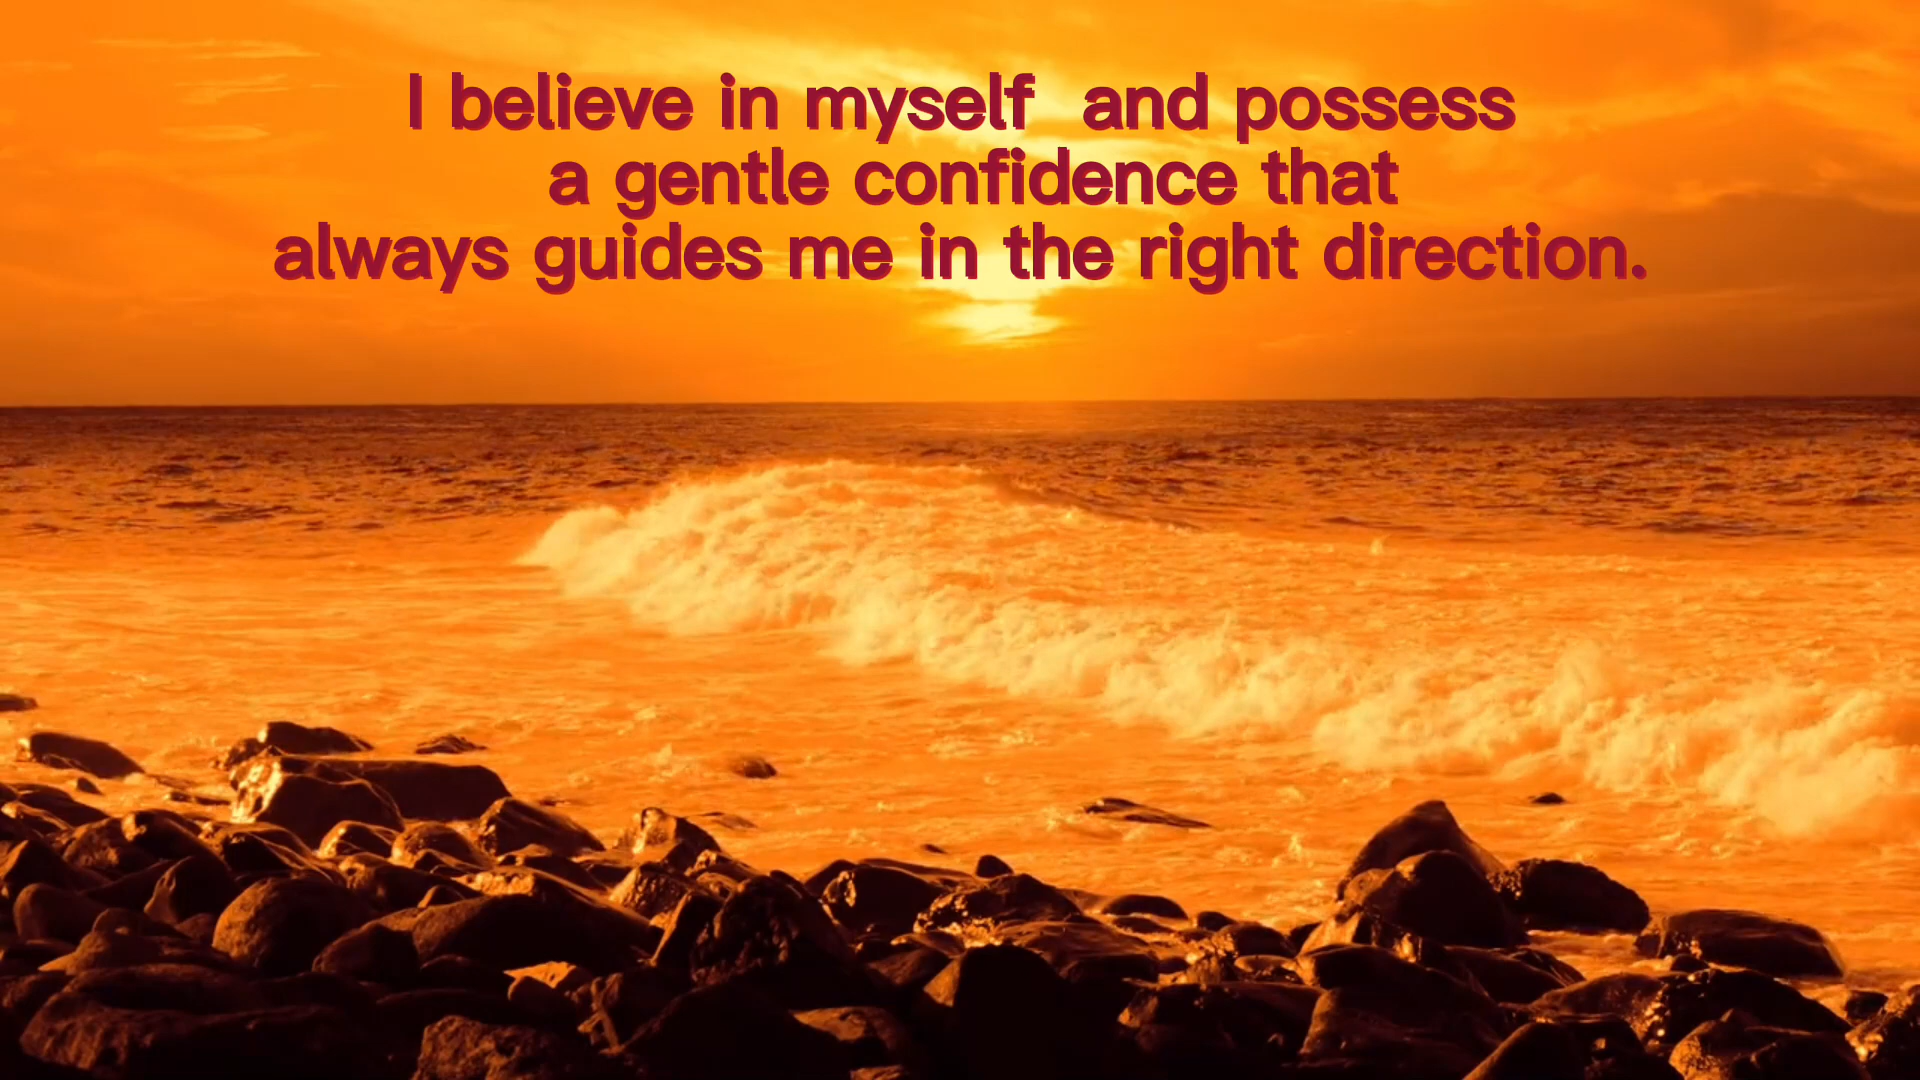 I believe in myself  and possess
a gentle confidence that
always guides me in the right direction.